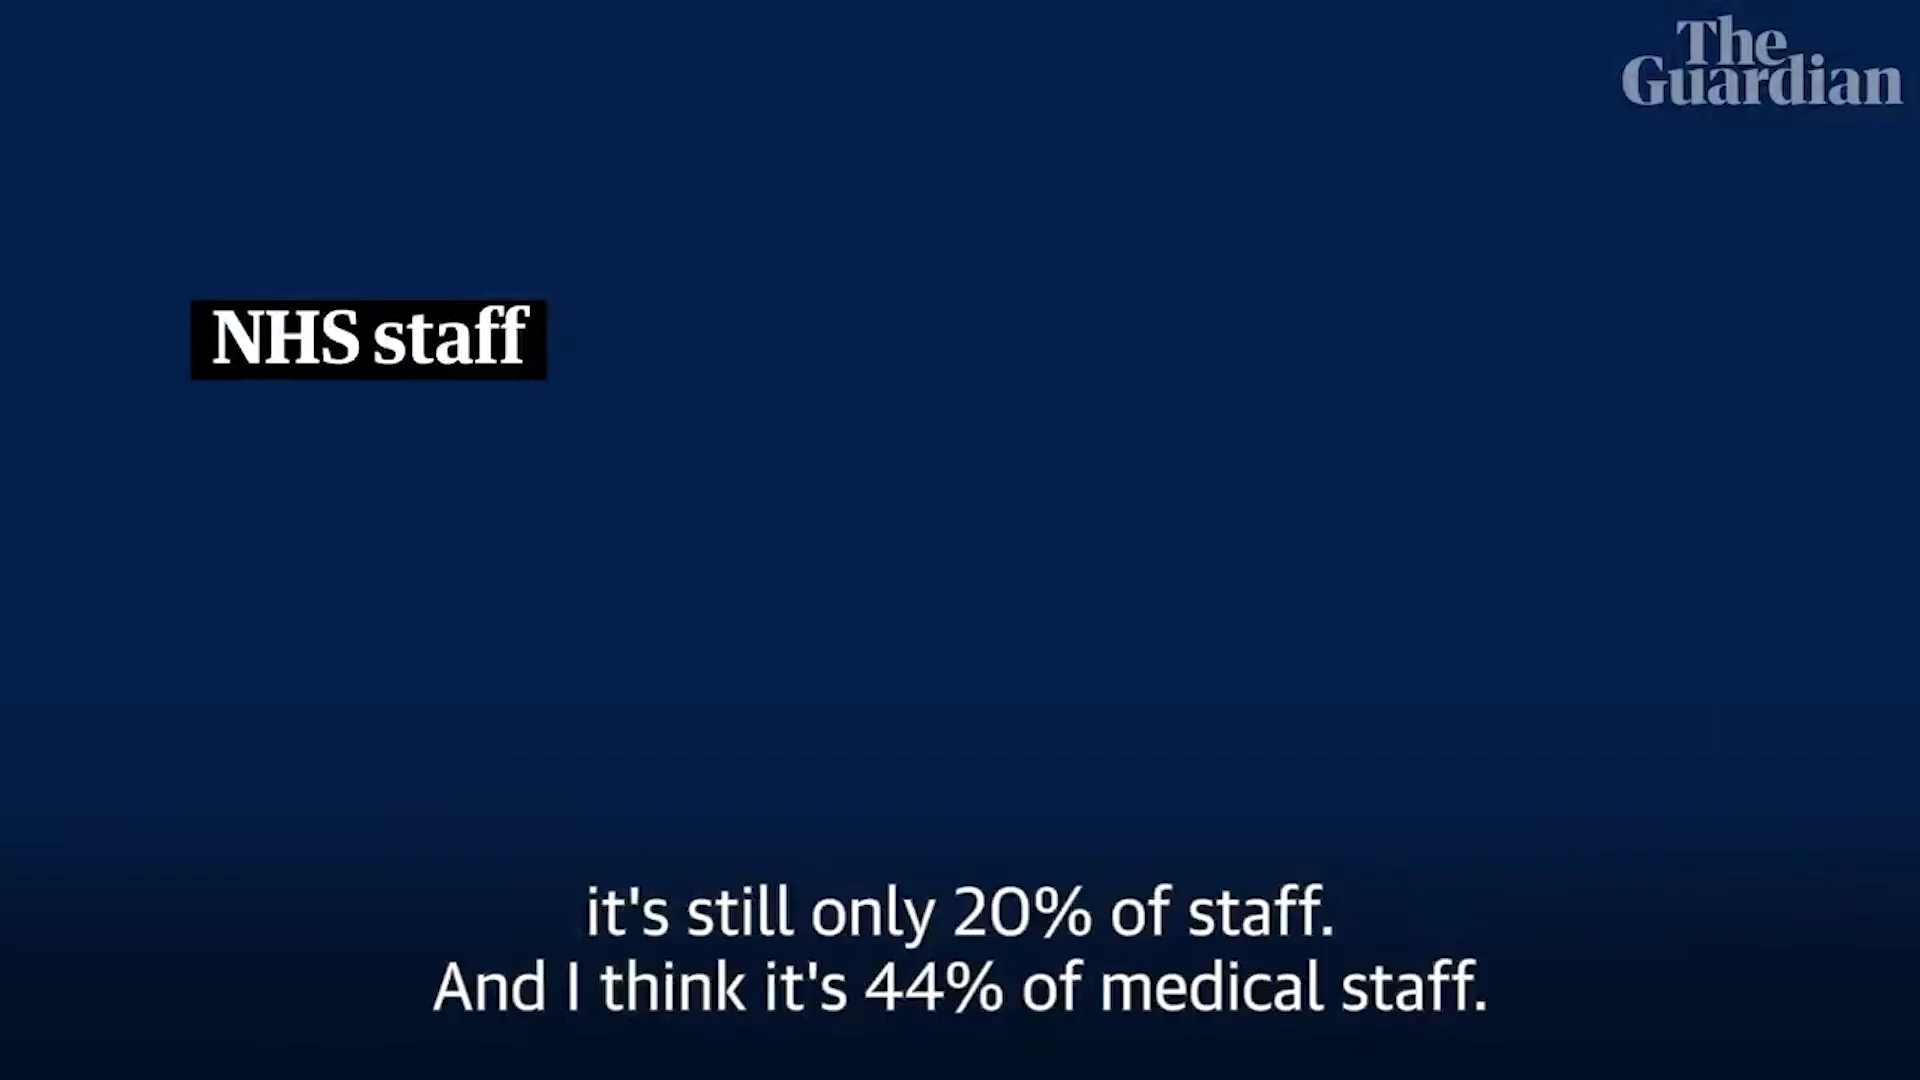 The
Guardian
NHS staff
it's still only 20% of staff.
And I think it's 44% of medical staff.